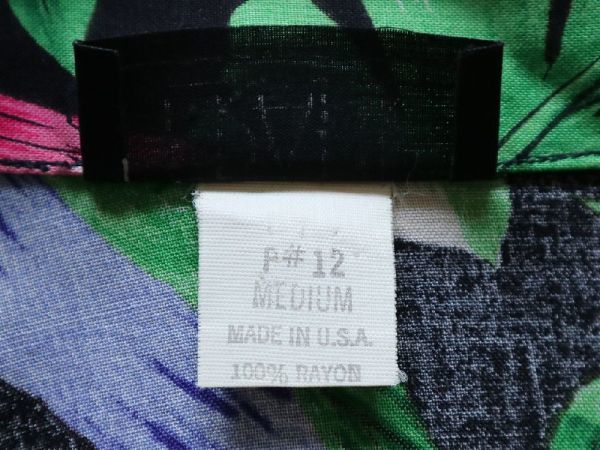 P# 12
MEDIUM
MADE IN U.S.A.
100% RAYON